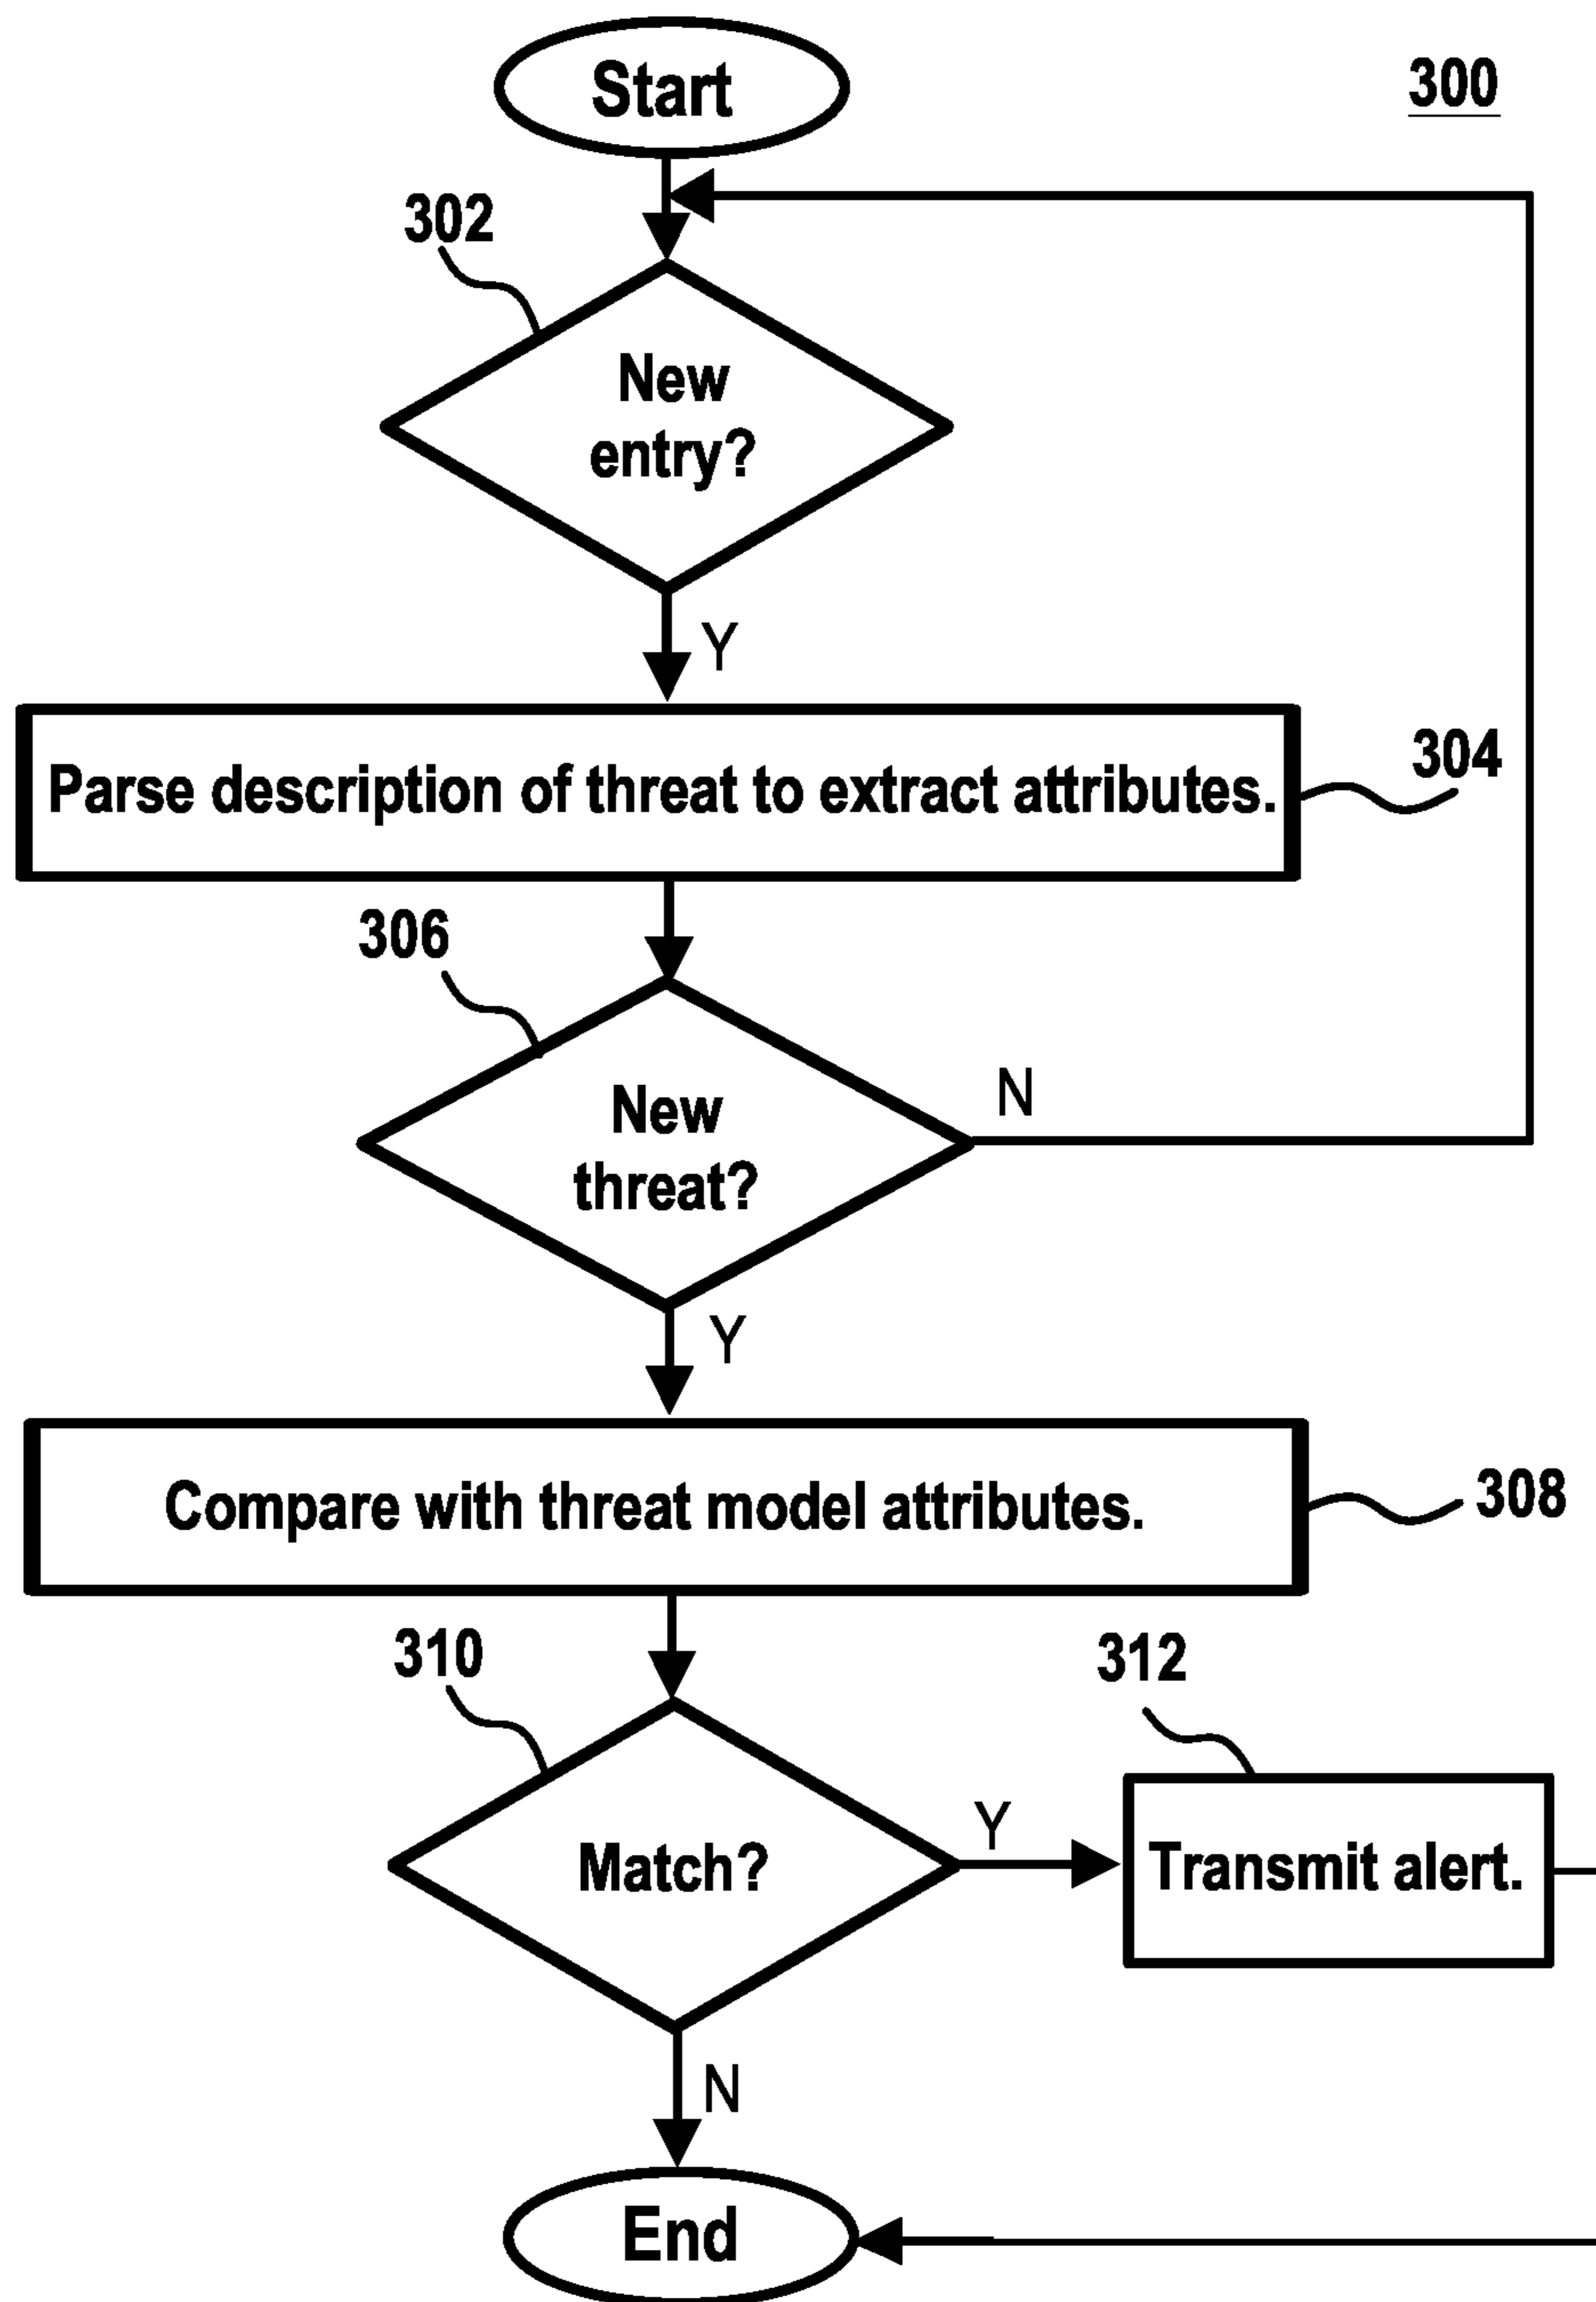 Start
300
302
New
entry?
Y
Parse description of threat to extract attributes.
304
306
New
threat?
N
Y
Compare with threat model attributes.
308
310
312
Match?
Y
Transmit alert.
N
End